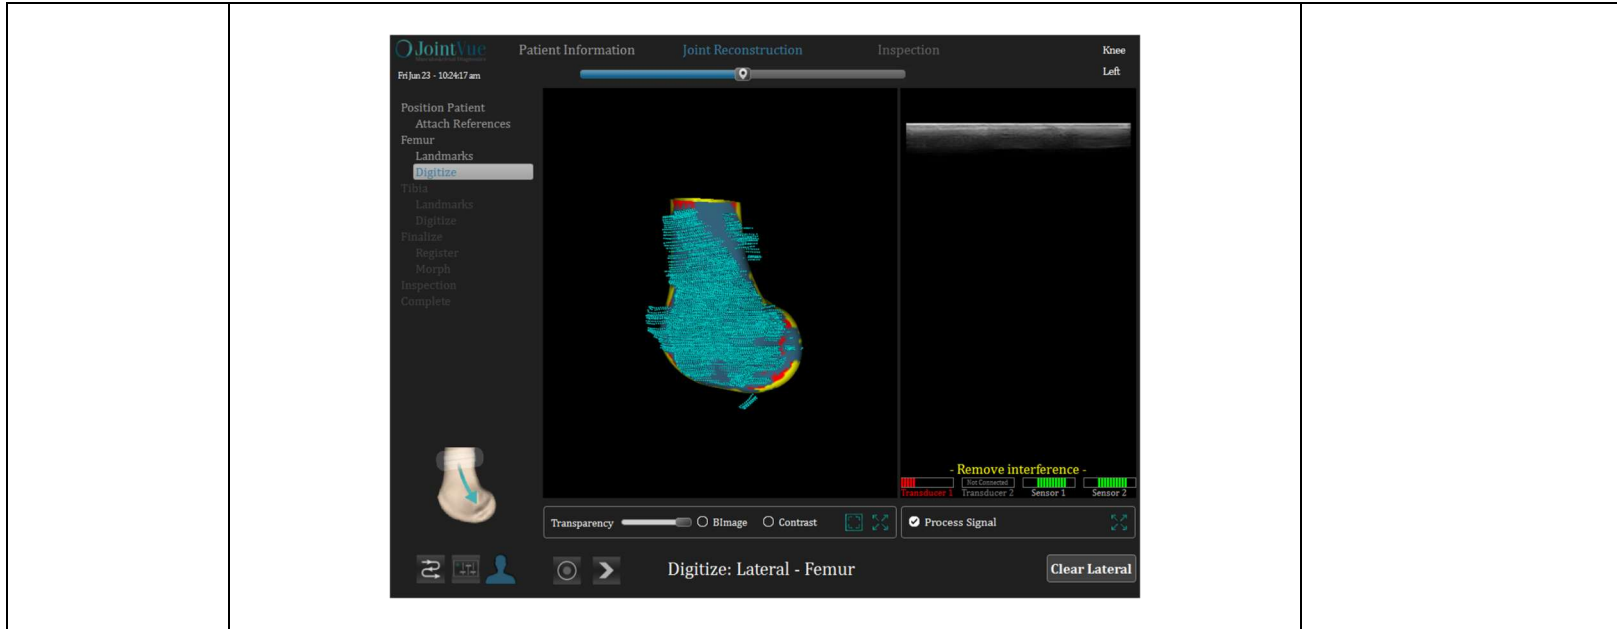 JointVue
Patient Information
Joint Reconstruction
Inspection
Knee
Fri Jun 23 - 10:24:17 am
Left
Position Patient
Attach References
Femur
Landmarks
Digitize
Tibia
Landmarks
Digitize
Finalize
Register
Morph
Inspection
Complete
- Remove interference -
Not Connected
Transducer 1
Transducer 2
Sensor 1
Sensor 2
Transparency
BImage
Contrast
Process Signal
Digitize: Lateral - Femur
Clear Lateral